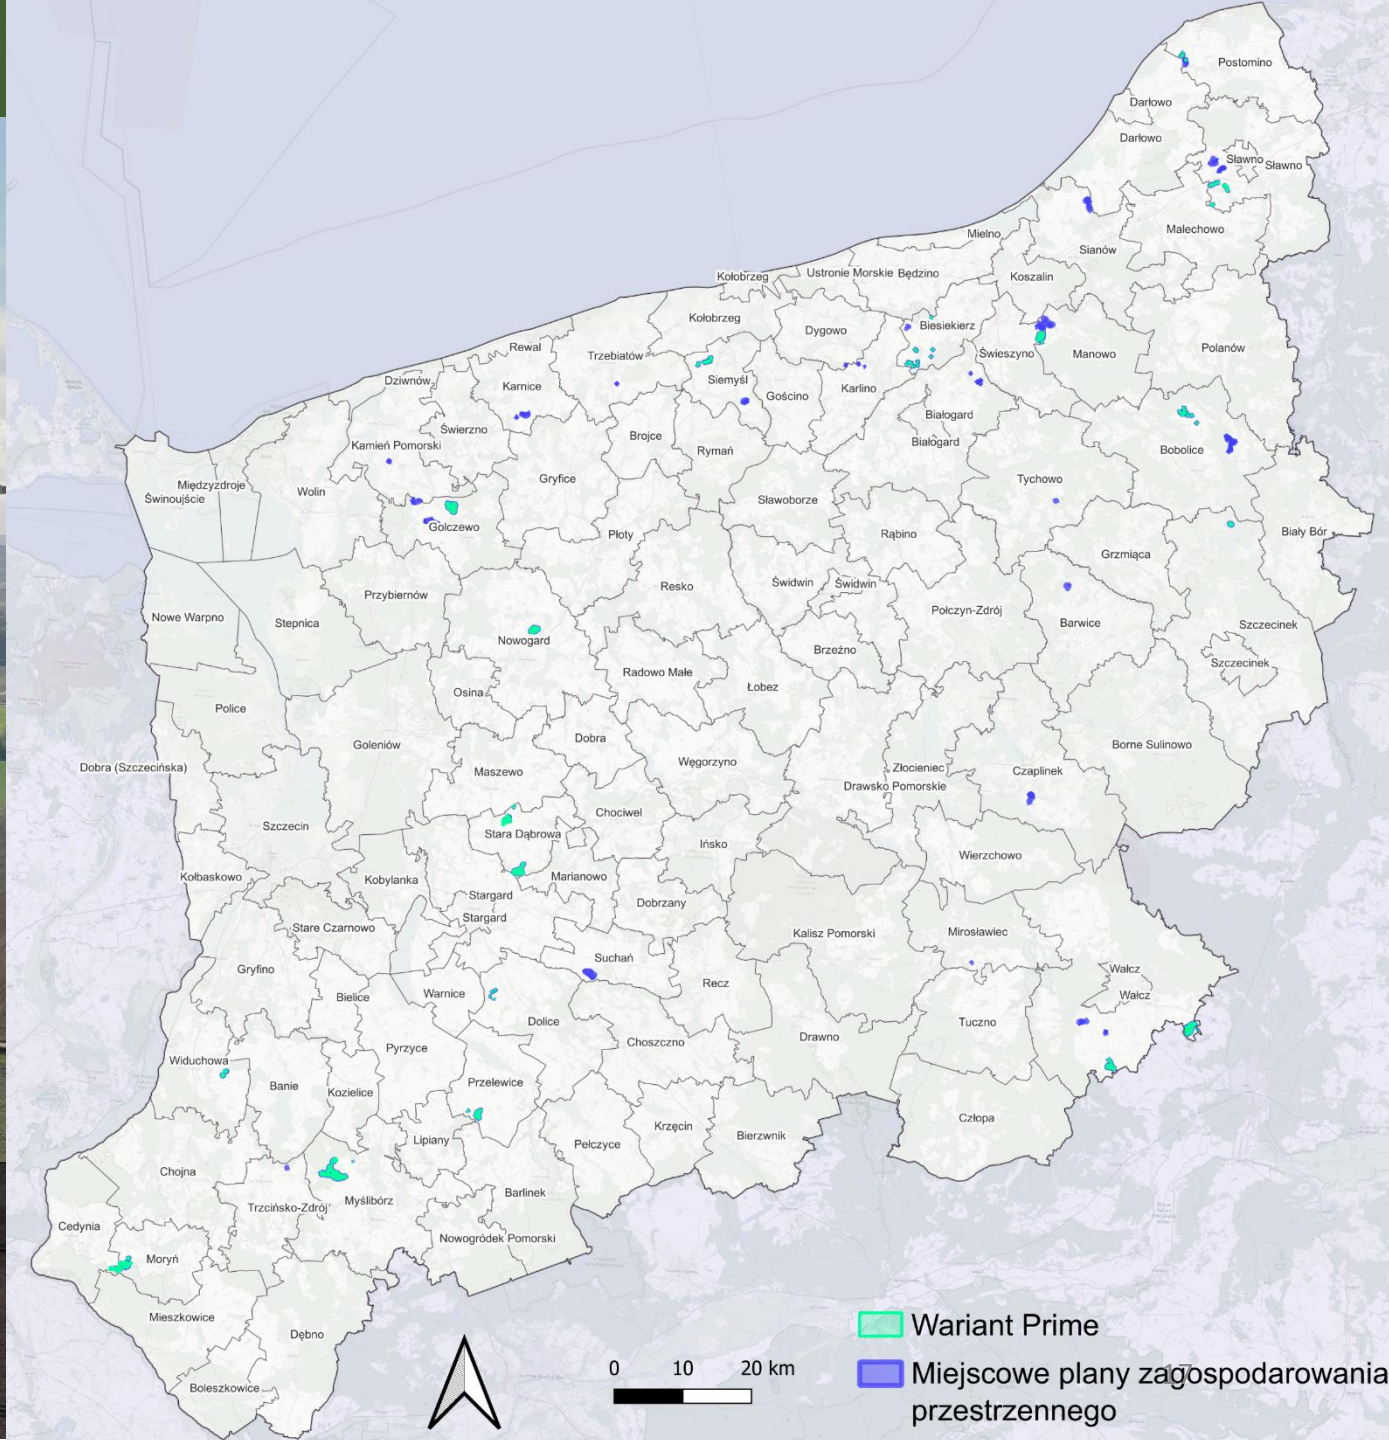 Postomino
Darłowo
Darłowo
Sławno
Sławno
Malechowo
Mielno
Sianów
Kołobrzeg
Ustronie Morskie
Będzino
Koszalin
Kołobrzeg
Dygowo
Biesiekierz
Świeszyno
Manowo
Polanów
Rewal
Trzebiatów
Dziwnów
Karnice
Siemyśl
Gościno
Karlino
Białogard
Świerzno
Kamień Pomorski
Brojce
Rymań
Białogard
Bobolice
Gryfice
Tychowo
Międzyzdroje
Świnoujście
Wolin
Sławoborze
Golczewo
Płoty
Rąbino
Grzmiąca
Biały Bór
Przybiernów
Resko
Świdwin
Świdwin
Połczyn-Zdrój
Nowe Warpno
Stepnica
Barwice
Szczecinek
Nowogard
Brzeżno
Szczecinek
Radowo Małe
Łobez
Osina
Police
Goleniów
Dobra
Borne Sulinowo
Dobra (Szczecińska)
Maszewo
Węgorzyno
Złocieniec
Czaplinek
Drawsko Pomorskie
Szczecin
Chociwel
Stara Dąbrowa
Ińsko
Wierzchowo
Kołbaskowo
Kobylanka
Marianowo
Stargard
Dobrzany
Stargard
Stare Czarnowo
Kalisz Pomorski
Mirosławiec
Suchań
Gryfino
Recz
Wałcz
Bielice
Warnice
Wałcz
Dolice
Tuczno
Choszczno
Drawno
Pyrzyce
Widuchowa
Banie
Kozielice
Przelewice
Człopa
Krzęcin
Bierzwnik
Lipiany
Pełczyce
Chojna
Myślibórz
Barlinek
Trzcińsko-Zdrój
Cedynia
Nowogródek Pomorski
Moryń
Mieszkowice
Dębno
Boleszkowice
0 10 20 km
Wariant Prime
Miejscowe plany zagospodarowania
przestrzennego
17